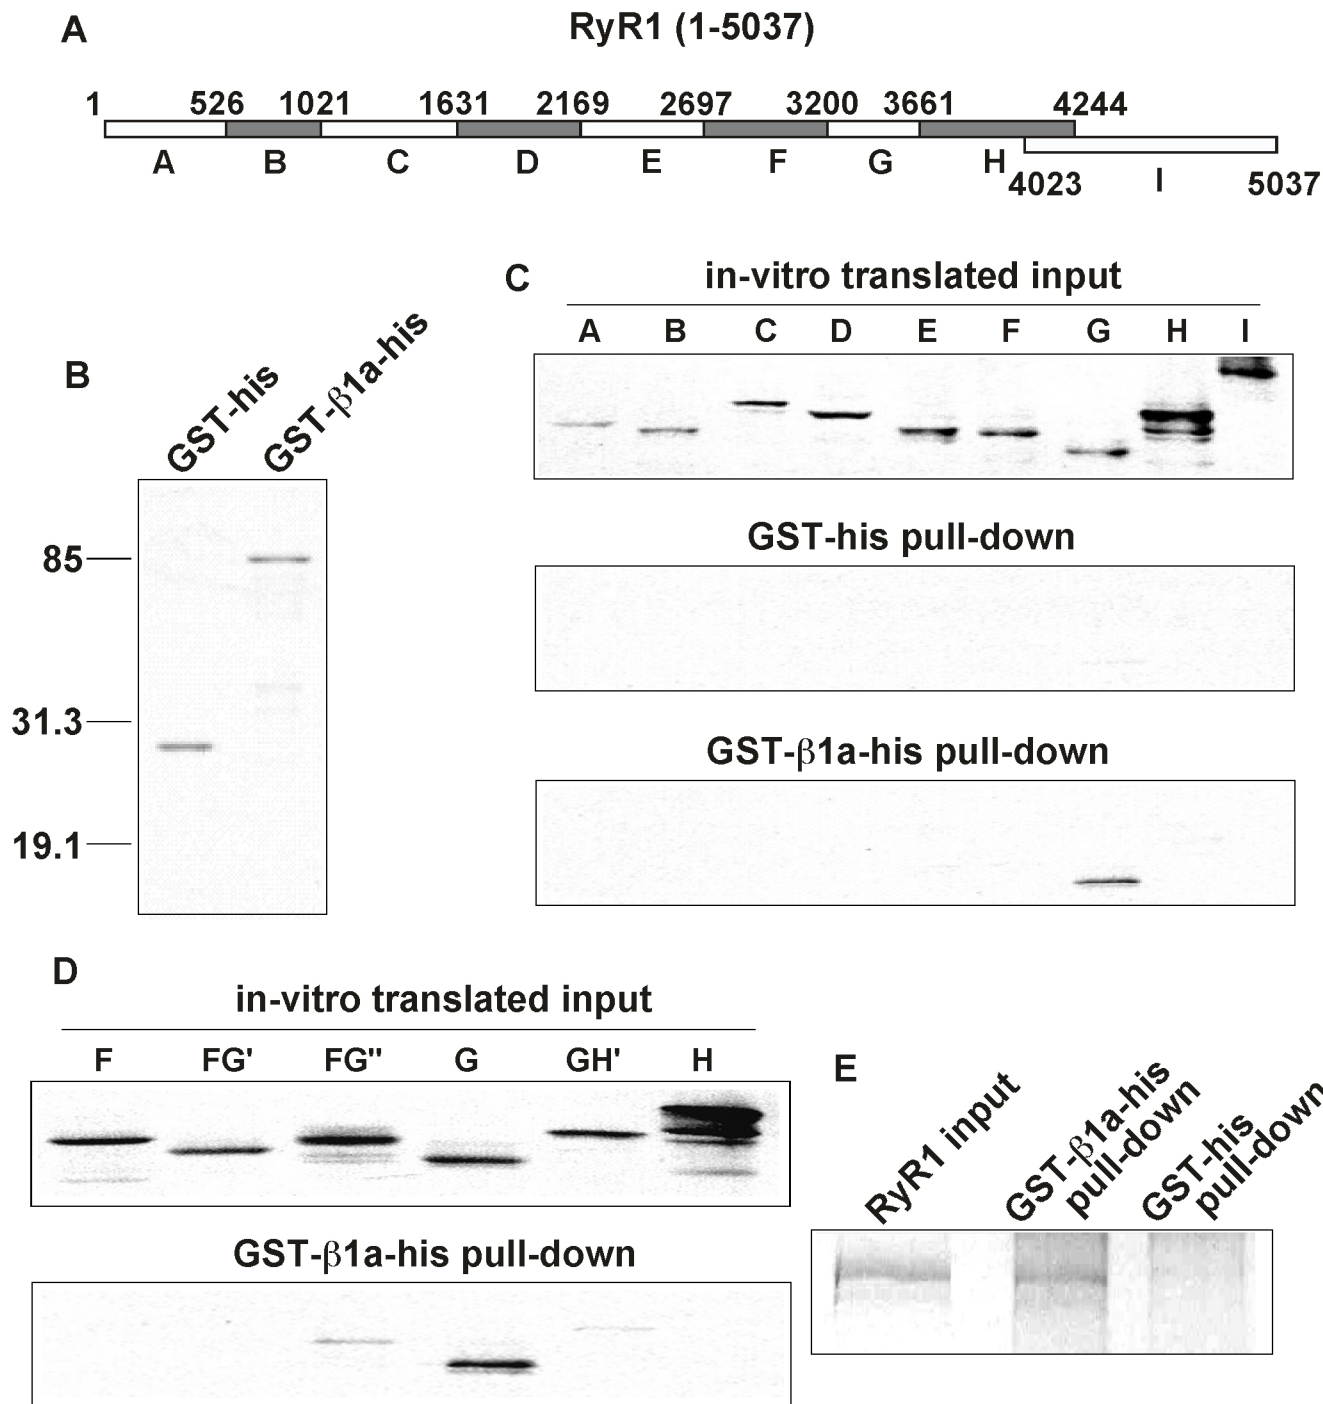 A
RyR1 (1-5037)
1 526 1021 1631 2169 2697 3200 3661 4244
A B C D E F G H
4023 I 5037
B
GST-his
GST-β1a-his
85
31.3
19.1
C
in-vitro translated input
A B C D E F G H I
GST-his pull-down
GST-β1a-his pull-down
D
in-vitro translated input
F FG' FG" G GH' H
GST-β1a-his pull-down
E
RyR1 input
GST-β1a-his
pull-down
GST-his
pull-down